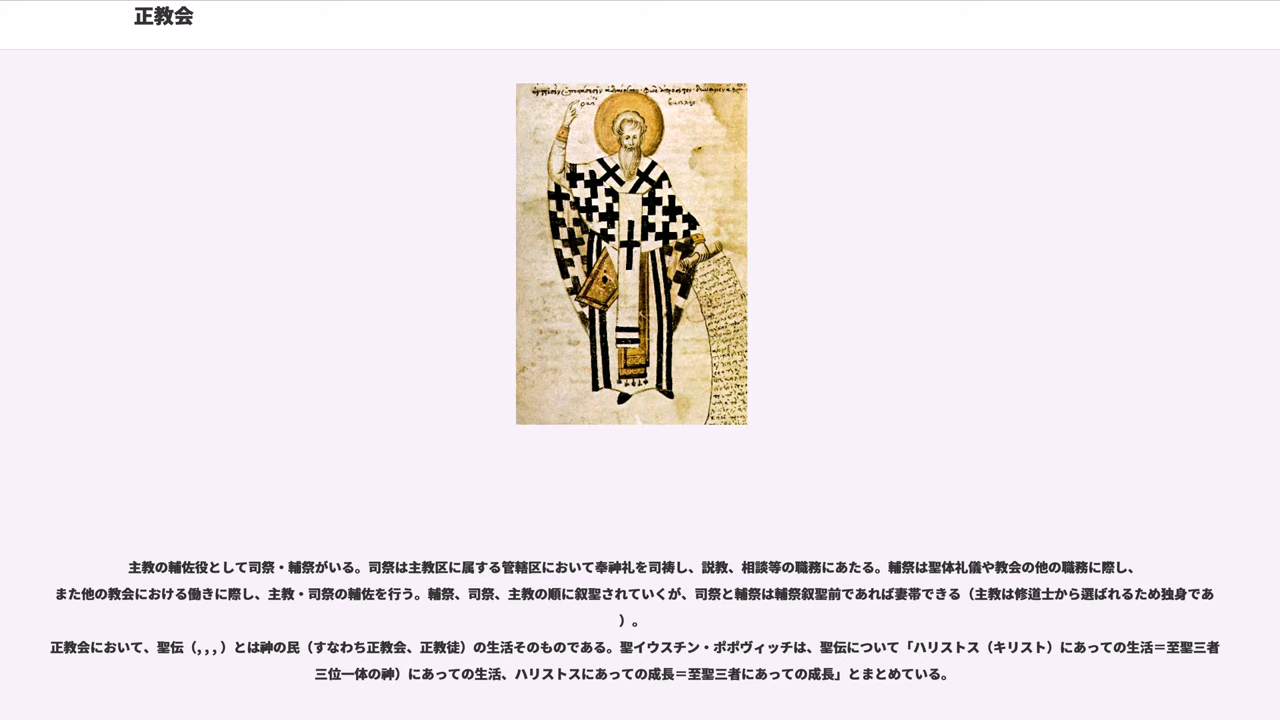 正教会
主教の輔佐役として司祭・輔祭がいる。司祭は主教区に属する管轄区において奉神礼を司祷し、説教、相談等の職務にあたる。輔祭は聖体礼儀や教会の他の職務に際し、
また他の教会における働きに際し、主教・司祭の輔佐を行う。輔祭、司祭、主教の順に叙聖されていくが、司祭と輔祭は輔祭叙聖前であれば妻帯できる（主教は修道士から選ばれるため独身であ
）。
正教会において、聖伝（, , , ）とは神の民（すなわち正教会、正教徒）の生活そのものである。聖イウスチン・ポポヴィッチは、聖伝について「ハリストス（キリスト）にあっての生活＝至聖三者
三位一体の神）にあっての生活、ハリストスにあっての成長＝至聖三者にあっての成長」とまとめている。